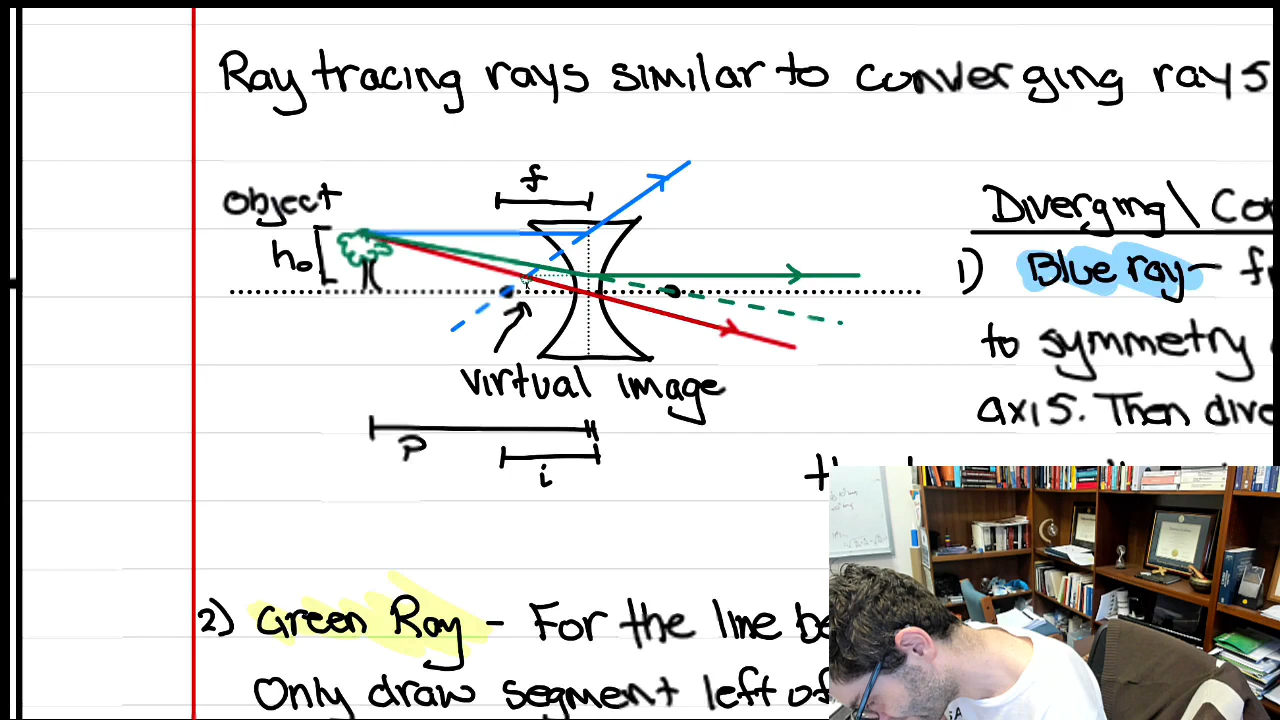 Ray tracing rays similar to converging rays
object
f
ho
Diverging\ Co
1) Blue ray - f
to symmetry
axis. Then dive
virtual image
P
i
2) Green Ray - For the line be
Only draw segment left of